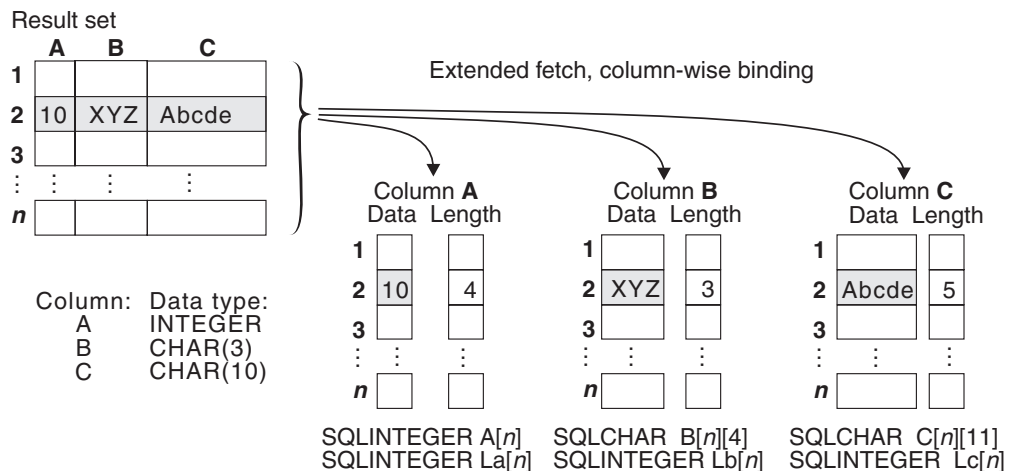 Result set
A B C
1
2 10 XYZ Abcde
3
⋮ ⋮ ⋮ ⋮
n
Extended fetch, column-wise binding
Column: Data type:
A INTEGER
B CHAR(3)
C CHAR(10)
Column A
Data Length
1
2 10 4
3
⋮ ⋮ ⋮
n
SQLINTEGER A[n]
SQLINTEGER La[n]
Column B
Data Length
1
2 XYZ 3
3
⋮ ⋮ ⋮
n
SQLCHAR B[n][4]
SQLINTEGER Lb[n]
Column C
Data Length
1
2 Abcde 5
3
⋮ ⋮ ⋮
n
SQLCHAR C[n][11]
SQLINTEGER Lc[n]